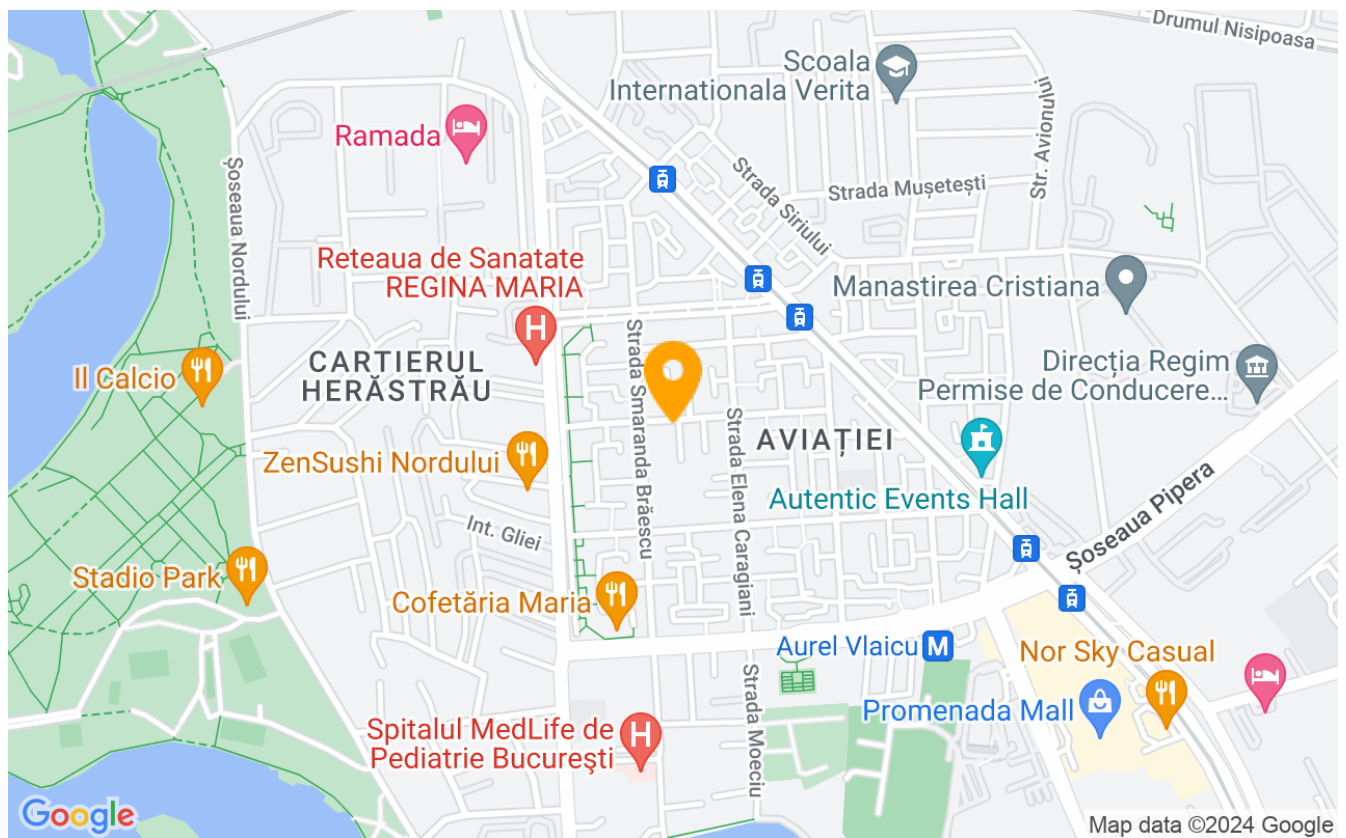 Drumul Nisipoasa
Scoala
Internationala Verita
Str. Avionului
Ramada
Șoseaua Nordului
Strada Siriului
Strada Mușetești
Reteaua de Sanatate
REGINA MARIA
Manastirea Cristiana
CARTIERUL
HERĂSTRĂU
Il Calcio
Strada Smaranda Brăescu
Strada Elena Caragiani
Direcția Regim
Permise de Conducere...
AVIAȚIEI
ZenSushi Nordului
Autentic Events Hall
Șoseaua Pipera
Int. Gliei
Stadio Park
Cofetăria Maria
Aurel Vlaicu
M
Nor Sky Casual
Strada Moeciu
Promenada Mall
Spitalul MedLife de
Pediatrie Bucureşti
H
H
Google
Map data ©2024 Google